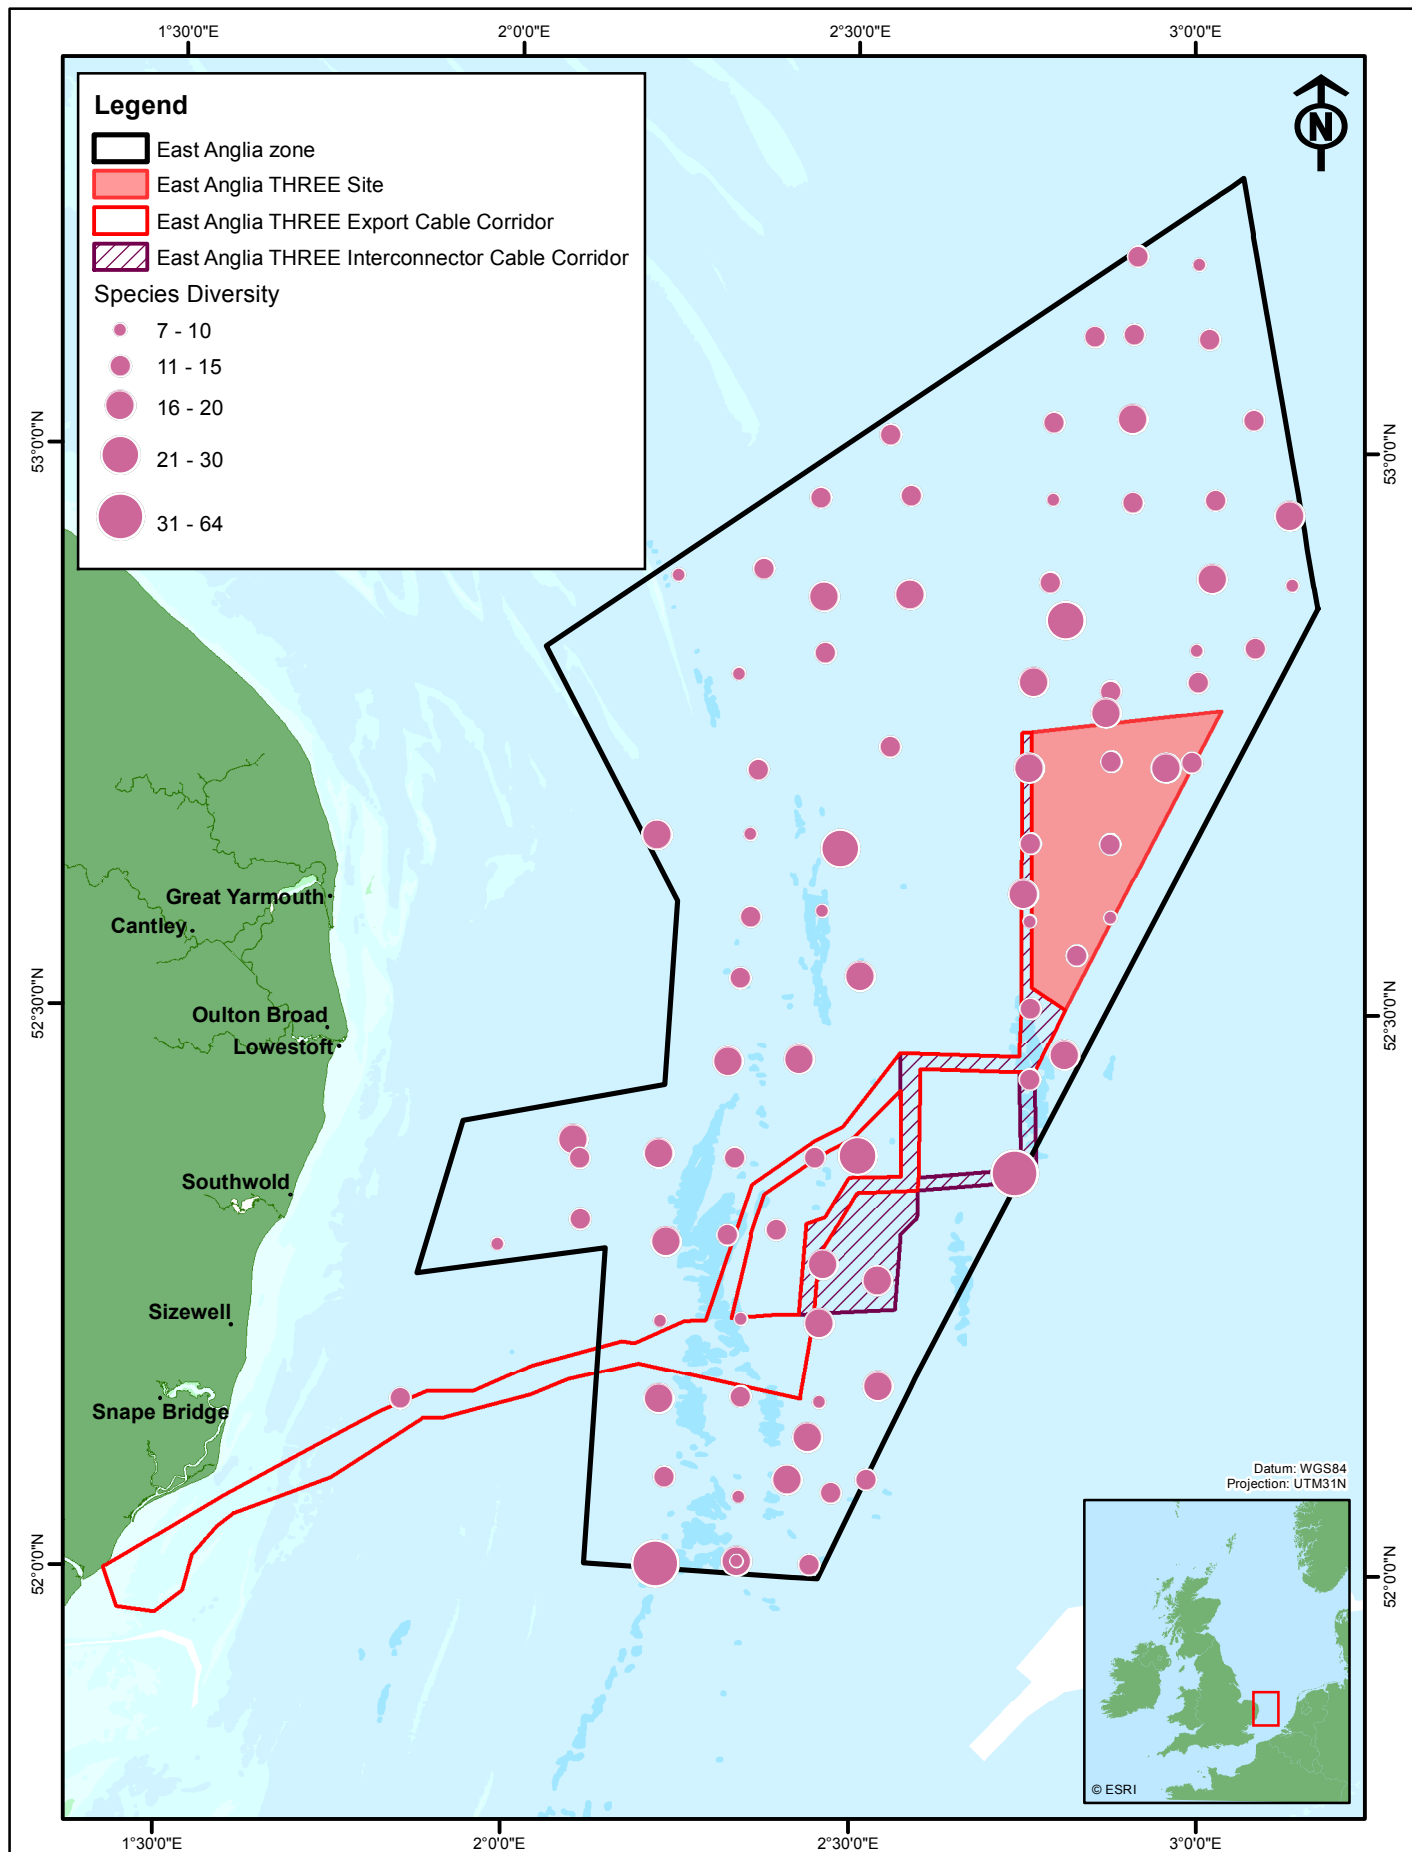 1°30'0"E
2°0'0"E
2°30'0"E
3°0'0"E
Legend
East Anglia zone
East Anglia THREE Site
East Anglia THREE Export Cable Corridor
East Anglia THREE Interconnector Cable Corridor
Species Diversity
7 - 10
11 - 15
16 - 20
21 - 30
31 - 64
N
53°0'0"N
53°0'0"N
Great Yarmouth
Cantley
52°30'0"N
52°30'0"N
Oulton Broad
Lowestoft
Southwold
Sizewell
Snape Bridge
Datum: WGS84
Projection: UTM31N
52°0'0"N
52°0'0"N
© ESRI
1°30'0"E
2°0'0"E
2°30'0"E
3°0'0"E